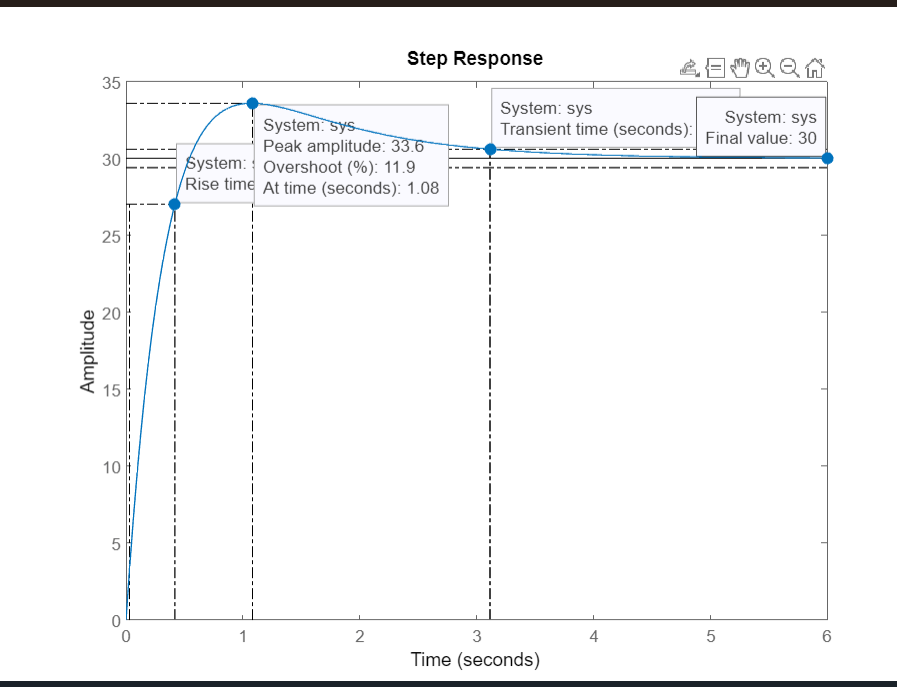 Step Response
35
30
25
20
15
10
5
0
Amplitude
System: sys
Transient time (seconds):
System: sys
Final value: 30
System: sys
Peak amplitude: 33.6
Overshoot (%): 11.9
At time (seconds): 1.08
System:
Rise time
0
1
2
3
4
5
6
Time (seconds)